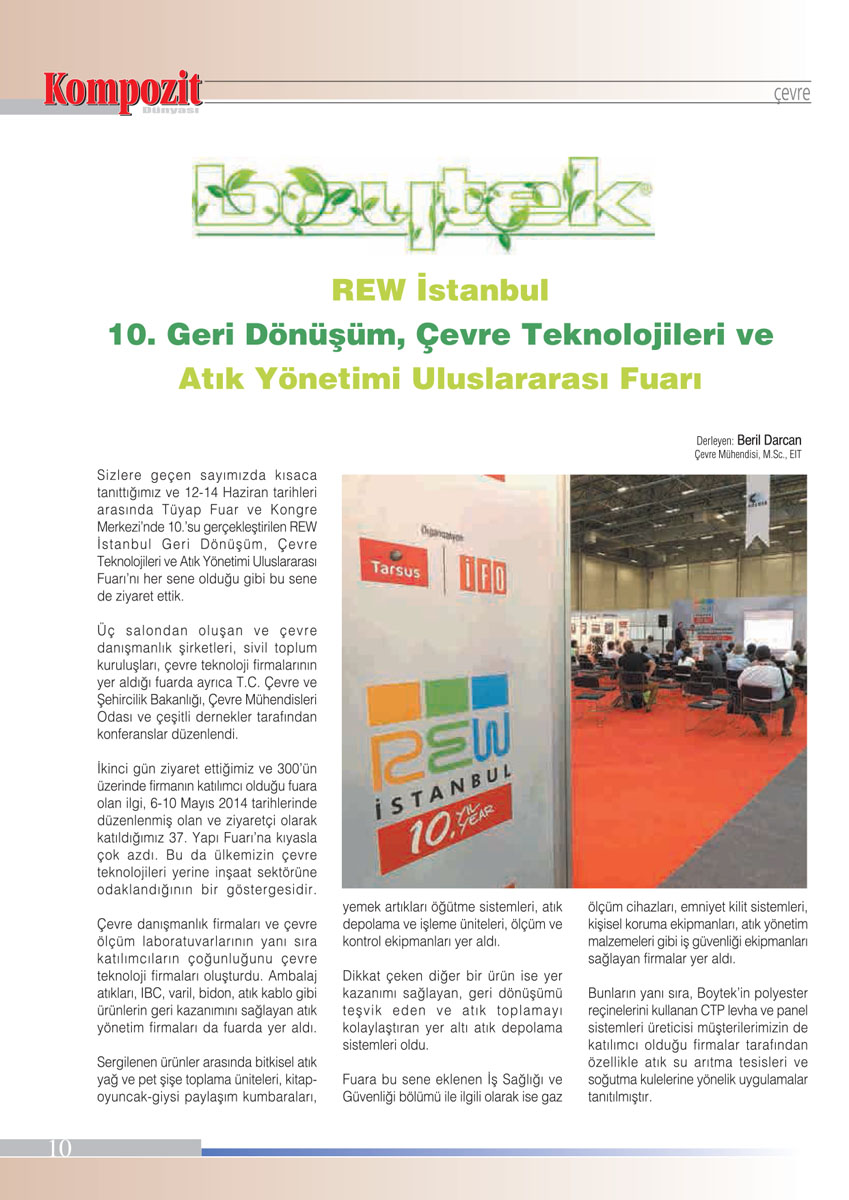 Kompozit
Dünyası
çevre
boytek®
REW İstanbul
10. Geri Dönüşüm, Çevre Teknolojileri ve
Atık Yönetimi Uluslararası Fuarı
Derleyen: Beril Darcan
Çevre Mühendisi, M.Sc., EIT
Sizlere geçen sayımızda kısaca
tanıttığımız ve 12-14 Haziran tarihleri
arasında Tüyap Fuar ve Kongre
Merkezi'nde 10.'su gerçekleştirilen REW
İstanbul Geri Dönüşüm, Çevre
Teknolojileri ve Atık Yönetimi Uluslararası
Fuarı'nı her sene olduğu gibi bu sene
de ziyaret ettik.
Üç salondan oluşan ve çevre
danışmanlık şirketleri, sivil toplum
kuruluşları, çevre teknoloji firmalarının
yer aldığı fuarda ayrıca T.C. Çevre ve
Şehircilik Bakanlığı, Çevre Mühendisleri
Odası ve çeşitli dernekler tarafından
konferanslar düzenlendi.
İkinci gün ziyaret ettiğimiz ve 300'ün
üzerinde firmanın katılımcı olduğu fuara
olan ilgi, 6-10 Mayıs 2014 tarihlerinde
düzenlenmiş olan ve ziyaretçi olarak
katıldığımız 37. Yapı Fuarı'na kıyasla
çok azdı. Bu da ülkemizin çevre
teknolojileri yerine inşaat sektörüne
odaklandığının bir göstergesidir.
Çevre danışmanlık firmaları ve çevre
ölçüm laboratuvarlarının yanı sıra
katılımcıların çoğunluğunu çevre
teknoloji firmaları oluşturdu. Ambalaj
atıkları, IBC, varil, bidon, atık kablo gibi
ürünlerin geri kazanımını sağlayan atık
yönetim firmaları da fuarda yer aldı.
Sergilenen ürünler arasında bitkisel atık
yağ ve pet şişe toplama üniteleri, kitap-
oyuncak-giysi paylaşım kumbaraları,
Organizasyon
Tarsus
İFO
REW
İSTANBUL
10. YIL
YEAR
REW
yemek artıkları öğütme sistemleri, atık
depolama ve işleme üniteleri, ölçüm ve
kontrol ekipmanları yer aldı.
Dikkat çeken diğer bir ürün ise yer
kazanımı sağlayan, geri dönüşümü
teşvik eden ve atık toplamayı
kolaylaştıran yer altı atık depolama
sistemleri oldu.
Fuara bu sene eklenen İş Sağlığı ve
Güvenliği bölümü ile ilgili olarak ise gaz
ölçüm cihazları, emniyet kilit sistemleri,
kişisel koruma ekipmanları, atık yönetim
malzemeleri gibi iş güvenliği ekipmanları
sağlayan firmalar yer aldı.
Bunların yanı sıra, Boytek'in polyester
reçinelerini kullanan CTP levha ve panel
sistemleri üreticisi müşterilerimizin de
katılımcı olduğu firmalar tarafından
özellikle atık su arıtma tesisleri ve
soğutma kulelerine yönelik uygulamalar
tanıtılmıştır.
10